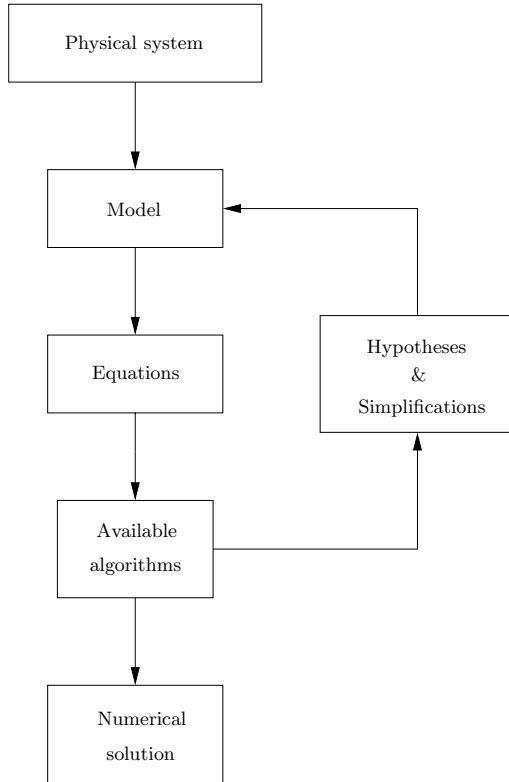 Physical system
Model
Equations
Hypotheses
&
Simplifications
Available
algorithms
Numerical
solution